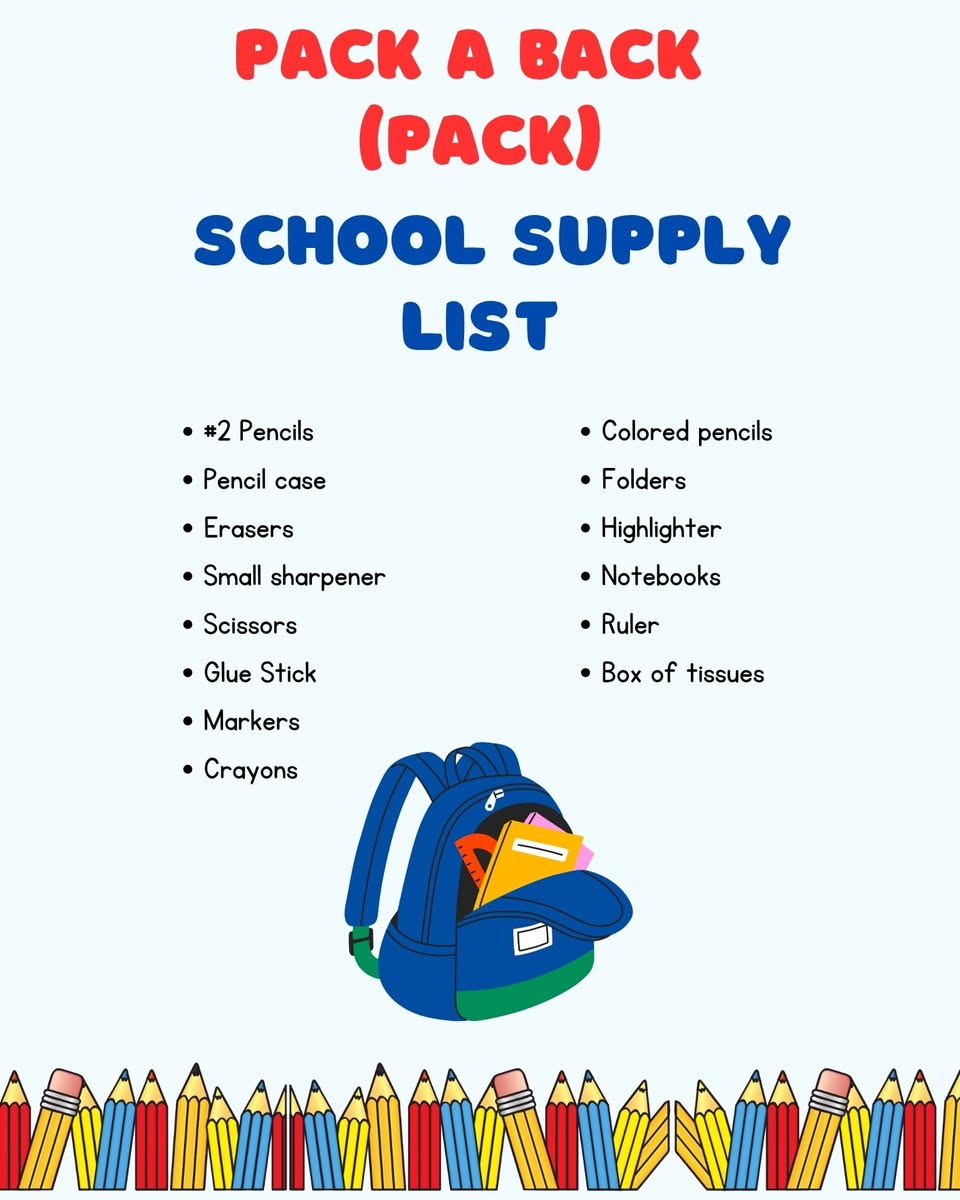 PACK A BACK
(PACK)
SCHOOL SUPPLY
LIST
• #2 Pencils
• Pencil case
• Erasers
• Small sharpener
• Scissors
• Glue Stick
• Markers
• Crayons
• Colored pencils
• Folders
• Highlighter
• Notebooks
• Ruler
• Box of tissues